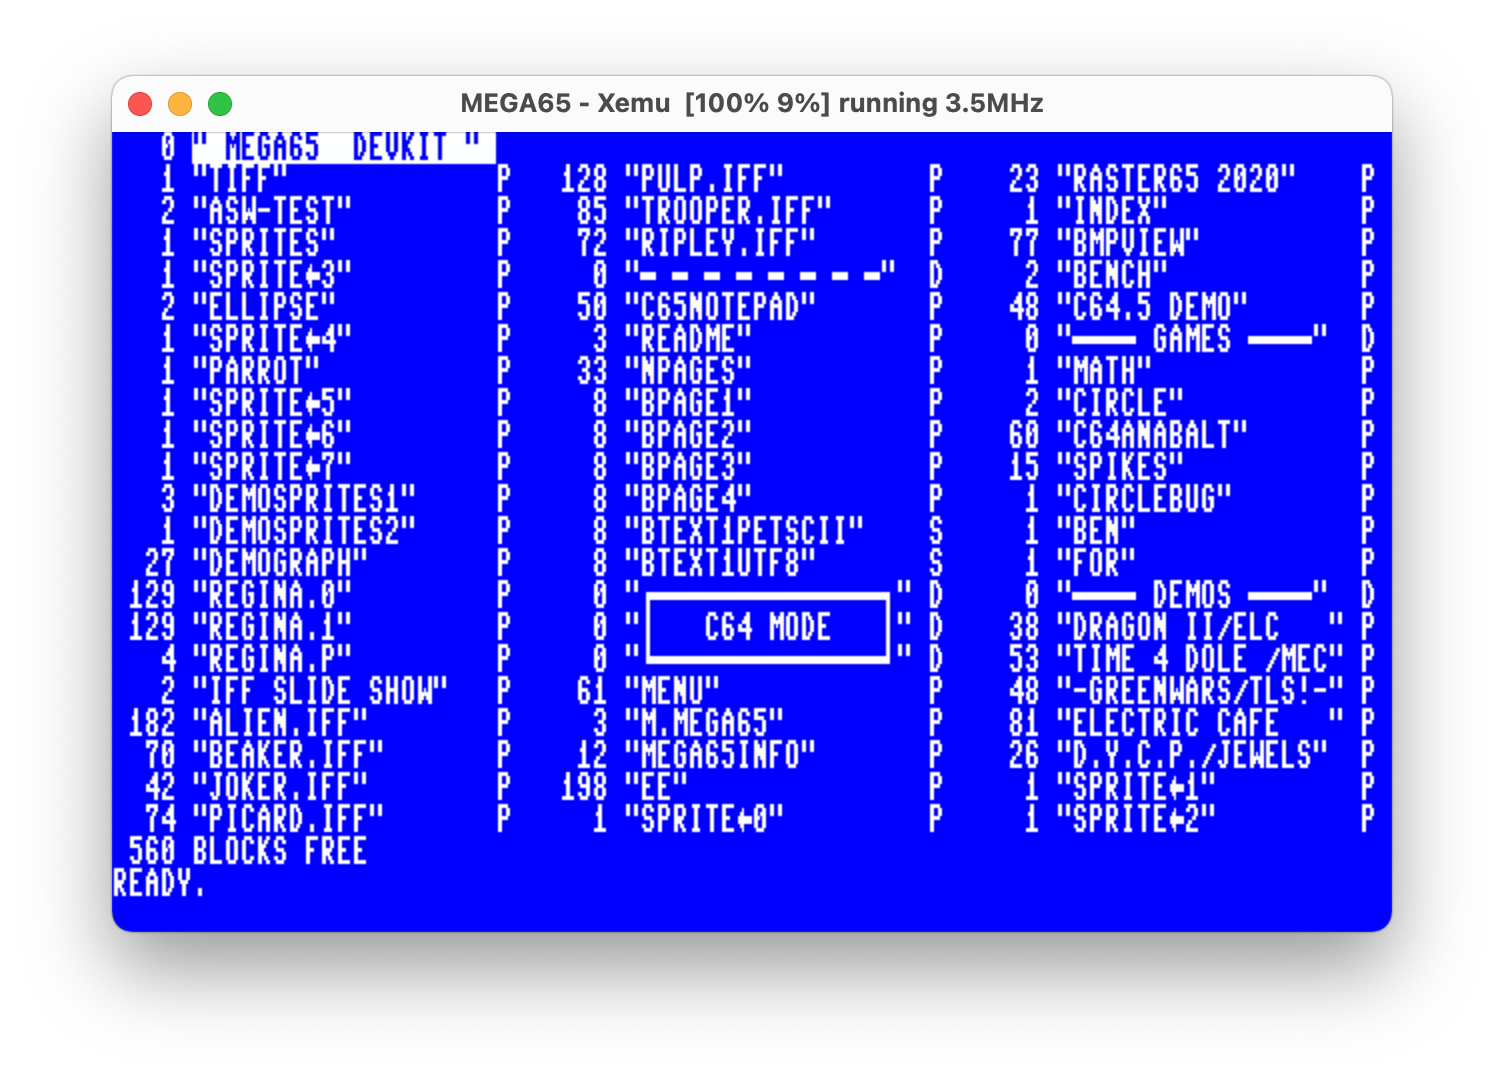 MEGA65 - Xemu [100% 9%] running 3.5MHz
0 " MEGA65  DEVKIT "
1 "TIFF" P 128 "PULP.IFF" P 23 "RASTER65 2020" P
2 "ASW-TEST" P 85 "TROOPER.IFF" P 1 "INDEX" P
1 "SPRITES" P 72 "RIPLEY.IFF" P 77 "BMPVIEW" P
1 "SPRITE←3" P 0 "- - - - - - - -" D 2 "BENCH" P
2 "ELLIPSE" P 50 "C65NOTEPAD" P 48 "C64.5 DEMO" P
1 "SPRITE←4" P 3 "README" P 0 "──── GAMES ────" D
1 "PARROT" P 33 "NPAGES" P 1 "MATH" P
1 "SPRITE←5" P 8 "BPAGE1" P 2 "CIRCLE" P
1 "SPRITE←6" P 8 "BPAGE2" P 60 "C64ANABALT" P
1 "SPRITE←7" P 8 "BPAGE3" P 15 "SPIKES" P
3 "DEMOSPRITES1" P 8 "BPAGE4" P 1 "CIRCLEBUG" P
1 "DEMOSPRITES2" P 8 "BTEXT1PETSCII" S 1 "BEN" P
27 "DEMOGRAPH" P 8 "BTEXT1UTF8" S 1 "FOR" P
129 "REGINA.0" P 0 "┌──────────────┐" D 0 "──── DEMOS ────" D
129 "REGINA.1" P 0 "│   C64 MODE   │" D 38 "DRAGON II/ELC   " P
4 "REGINA.P" P 0 "└──────────────┘" D 53 "TIME 4 DOLE /MEC" P
2 "IFF SLIDE SHOW" P 61 "MENU" P 48 "-GREENWARS/TLS!-" P
182 "ALIEN.IFF" P 3 "M.MEGA65" P 81 "ELECTRIC CAFE   " P
70 "BEAKER.IFF" P 12 "MEGA65INFO" P 26 "D.Y.C.P./JEWELS" P
42 "JOKER.IFF" P 198 "EE" P 1 "SPRITE←1" P
74 "PICARD.IFF" P 1 "SPRITE←0" P 1 "SPRITE←2" P
560 BLOCKS FREE
READY.